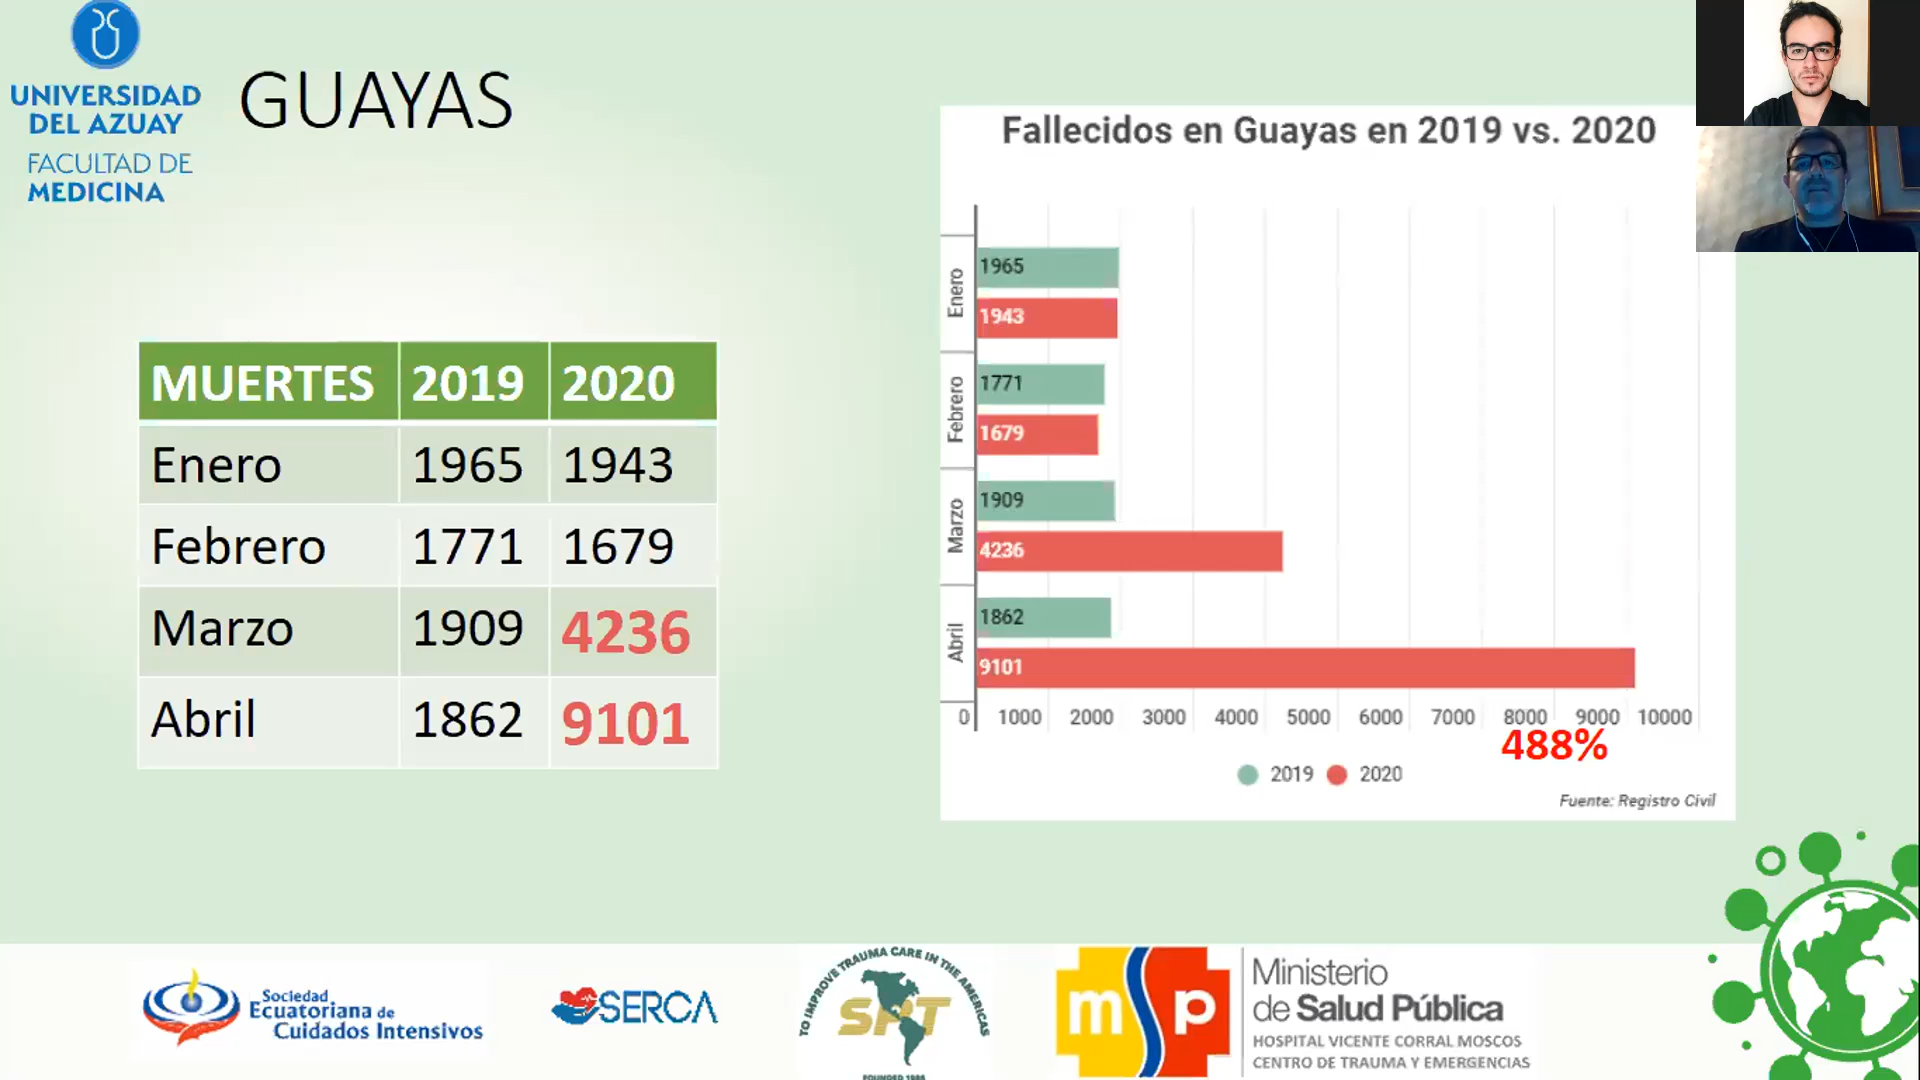 UNIVERSIDAD
DEL AZUAY
FACULTAD DE
MEDICINA
GUAYAS
MUERTES 2019 2020
Enero 1965 1943
Febrero 1771 1679
Marzo 1909 4236
Abril 1862 9101
Fallecidos en Guayas en 2019 vs. 2020
Enero
1965
1943
Febrero
1771
1679
Marzo
1909
4236
Abril
1862
9101
0 1000 2000 3000 4000 5000 6000 7000 8000 9000 10000
488%
2019 2020
Fuente: Registro Civil
Sociedad
Ecuatoriana de
Cuidados Intensivos
SERCA
TO IMPROVE TRAUMA CARE IN THE AMERICAS
SPT
FOUNDED 1986
msp
Ministerio
de Salud Pública
HOSPITAL VICENTE CORRAL MOSCOS
CENTRO DE TRAUMA Y EMERGENCIAS